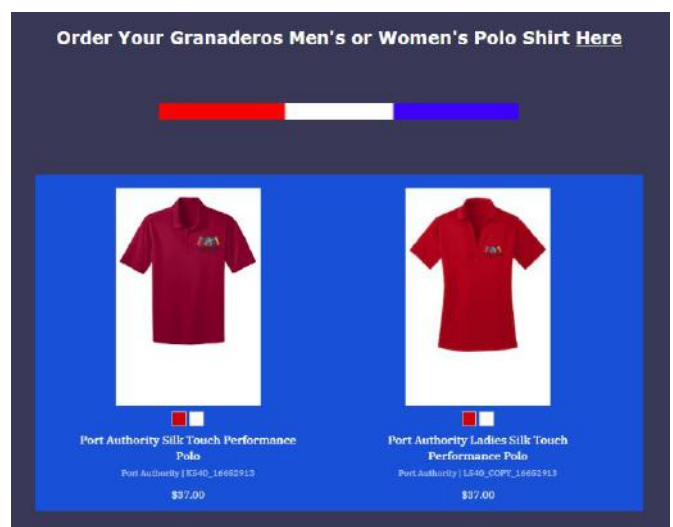 Order Your Granaderos Men's or Women's Polo Shirt Here
Port Authority Silk Touch Performance
Polo
Port Authority | K540_16652913
$37.00
Port Authority Ladies Silk Touch
Performance Polo
Port Authority | L540_COPY_16652913
$37.00